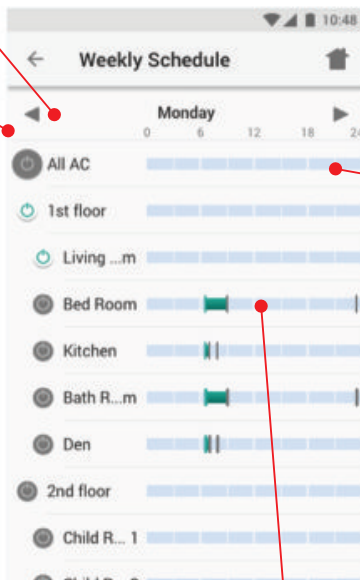 10:48
Weekly Schedule
Monday
0 6 12 18 24
All AC
1st floor
Living ...m
Bed Room
Kitchen
Bath R...m
Den
2nd floor
Child R... 1